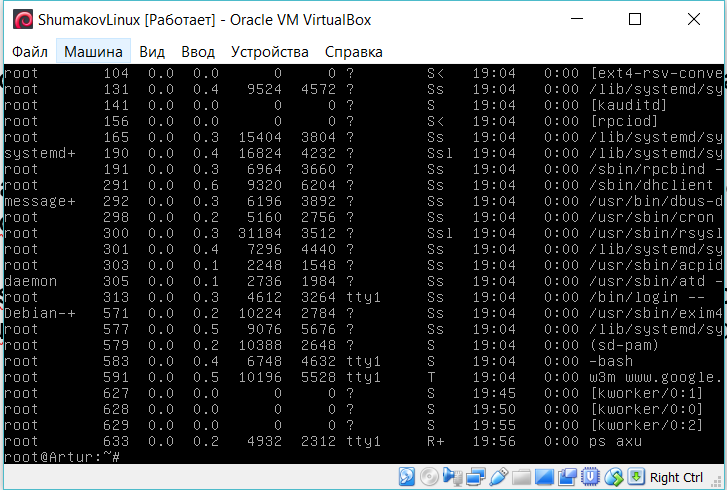 ShumakovLinux [Работает] - Oracle VM VirtualBox
Файл Машина Вид Ввод Устройства Справка
root 104 0.0 0.0 0 0 ? S< 19:04 0:00 [ext4-rsv-conve
root 131 0.0 0.4 9524 4572 ? Ss 19:04 0:00 /lib/systemd/sy
root 141 0.0 0.0 0 0 ? S 19:04 0:00 [kauditd]
root 156 0.0 0.0 0 0 ? S< 19:04 0:00 [rpciod]
root 165 0.0 0.3 15404 3804 ? Ss 19:04 0:00 /lib/systemd/sy
systemd+ 190 0.0 0.4 16824 4232 ? Ssl 19:04 0:00 /lib/systemd/sy
root 191 0.0 0.3 6964 3660 ? Ss 19:04 0:00 /sbin/rpcbind -
root 291 0.0 0.6 9320 6204 ? Ss 19:04 0:00 /sbin/dhclient
message+ 292 0.0 0.3 6196 3892 ? Ss 19:04 0:00 /usr/bin/dbus-d
root 298 0.0 0.2 5160 2756 ? Ss 19:04 0:00 /usr/sbin/cron
root 300 0.0 0.3 31184 3512 ? Ssl 19:04 0:00 /usr/sbin/rsysl
root 301 0.0 0.4 7296 4440 ? Ss 19:04 0:00 /lib/systemd/sy
root 303 0.0 0.1 2248 1548 ? Ss 19:04 0:00 /usr/sbin/acpid
daemon 305 0.0 0.1 2736 1984 ? Ss 19:04 0:00 /usr/sbin/atd -
root 313 0.0 0.3 4612 3264 tty1 Ss 19:04 0:00 /bin/login --
Debian-+ 571 0.0 0.2 10224 2784 ? Ss 19:04 0:00 /usr/sbin/exim4
root 577 0.0 0.5 9076 5676 ? Ss 19:04 0:00 /lib/systemd/sy
root 579 0.0 0.2 10388 2648 ? S 19:04 0:00 (sd-pam)
root 583 0.0 0.4 6748 4632 tty1 S 19:04 0:00 -bash
root 591 0.0 0.5 10196 5528 tty1 T 19:04 0:00 w3m www.google.
root 627 0.0 0.0 0 0 ? S 19:45 0:00 [kworker/0:1]
root 628 0.0 0.0 0 0 ? S 19:50 0:00 [kworker/0:0]
root 629 0.0 0.0 0 0 ? S 19:55 0:00 [kworker/0:2]
root 633 0.0 0.2 4932 2312 tty1 R+ 19:56 0:00 ps axu
root@Artur:~#
Right Ctrl